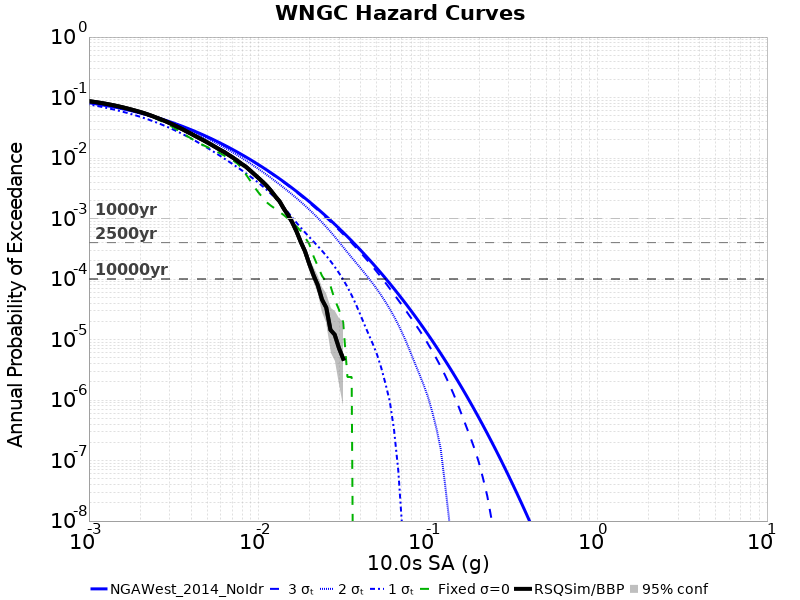 WNGC Hazard Curves
Annual Probability of Exceedance
10^0
10^-1
10^-2
10^-3
10^-4
10^-5
10^-6
10^-7
10^-8
1000yr
2500yr
10000yr
10^-3 10^-2 10^-1 10^0 10^1
10.0s SA (g)
NGAWest_2014_NoIdr 3 σₜ 2 σₜ 1 σₜ Fixed σ=0 RSQSim/BBP 95% conf